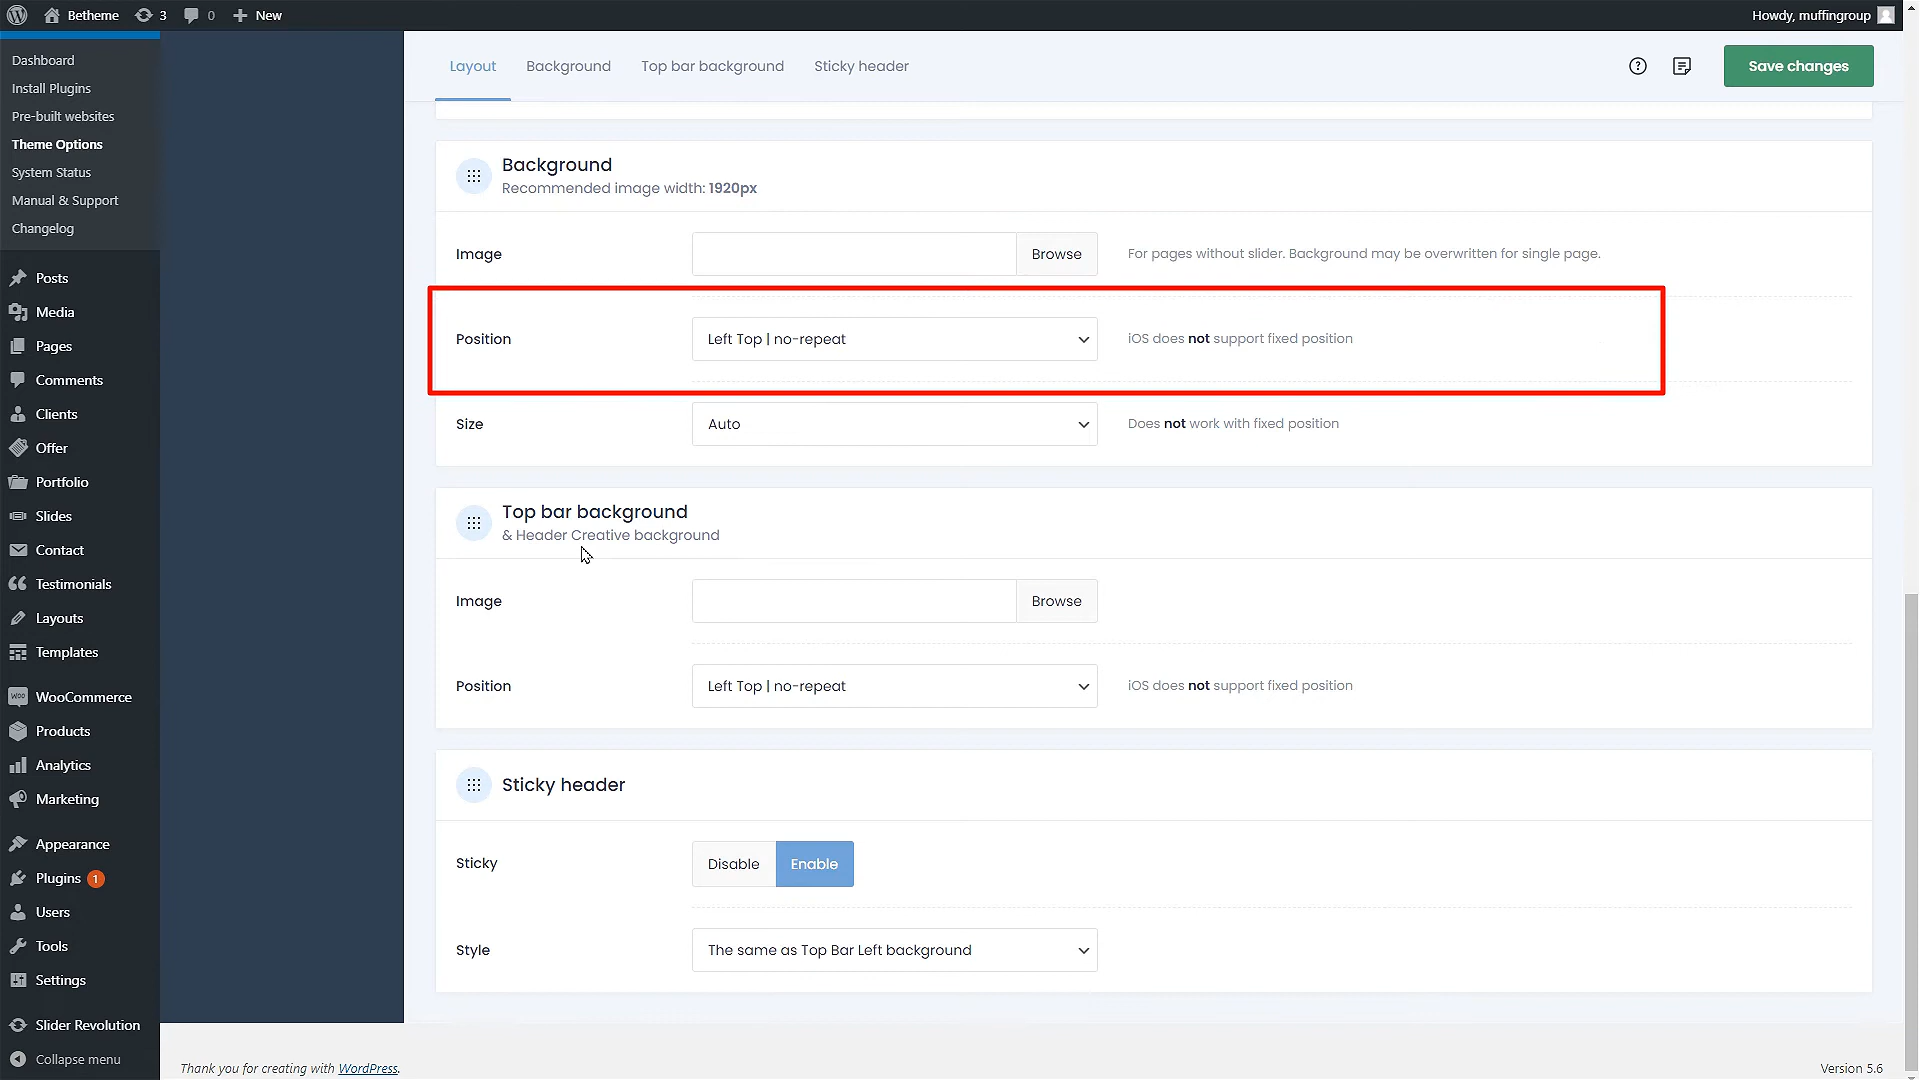 Betheme 3 0 New Howdy, muffingroup
Dashboard
Install Plugins
Pre-built websites
Theme Options
System Status
Manual & Support
Changelog
Posts
Media
Pages
Comments
Clients
Offer
Portfolio
Slides
Contact
Testimonials
Layouts
Templates
WooCommerce
Products
Analytics
Marketing
Appearance
Plugins 1
Users
Tools
Settings
Slider Revolution
Collapse menu
Layout Background Top bar background Sticky header Save changes
Background
Recommended image width: 1920px
Image Browse For pages without slider. Background may be overwritten for single page.
Position Left Top | no-repeat iOS does not support fixed position
Size Auto Does not work with fixed position
Top bar background
& Header Creative background
Image Browse
Position Left Top | no-repeat iOS does not support fixed position
Sticky header
Sticky Disable Enable
Style The same as Top Bar Left background
Thank you for creating with WordPress. Version 5.6